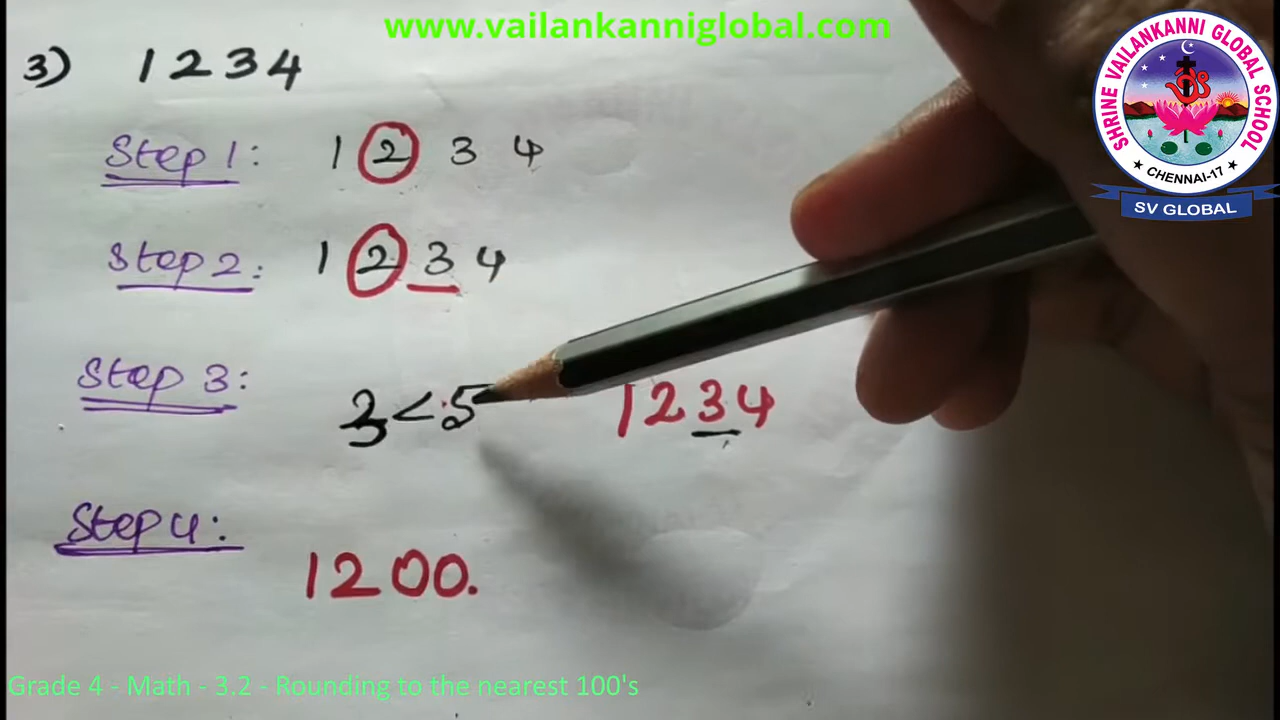 www.vailankanniglobal.com
SHRINE VAILANKANNI GLOBAL SCHOOL
CHENNAI-17
SV GLOBAL
3) 1234
Step 1: 1 2 3 4
Step 2: 1 2 3 4
Step 3: 3 < 5 1234
Step 4:
1200.
Grade 4 - Math - 3.2 - Rounding to the nearest 100's